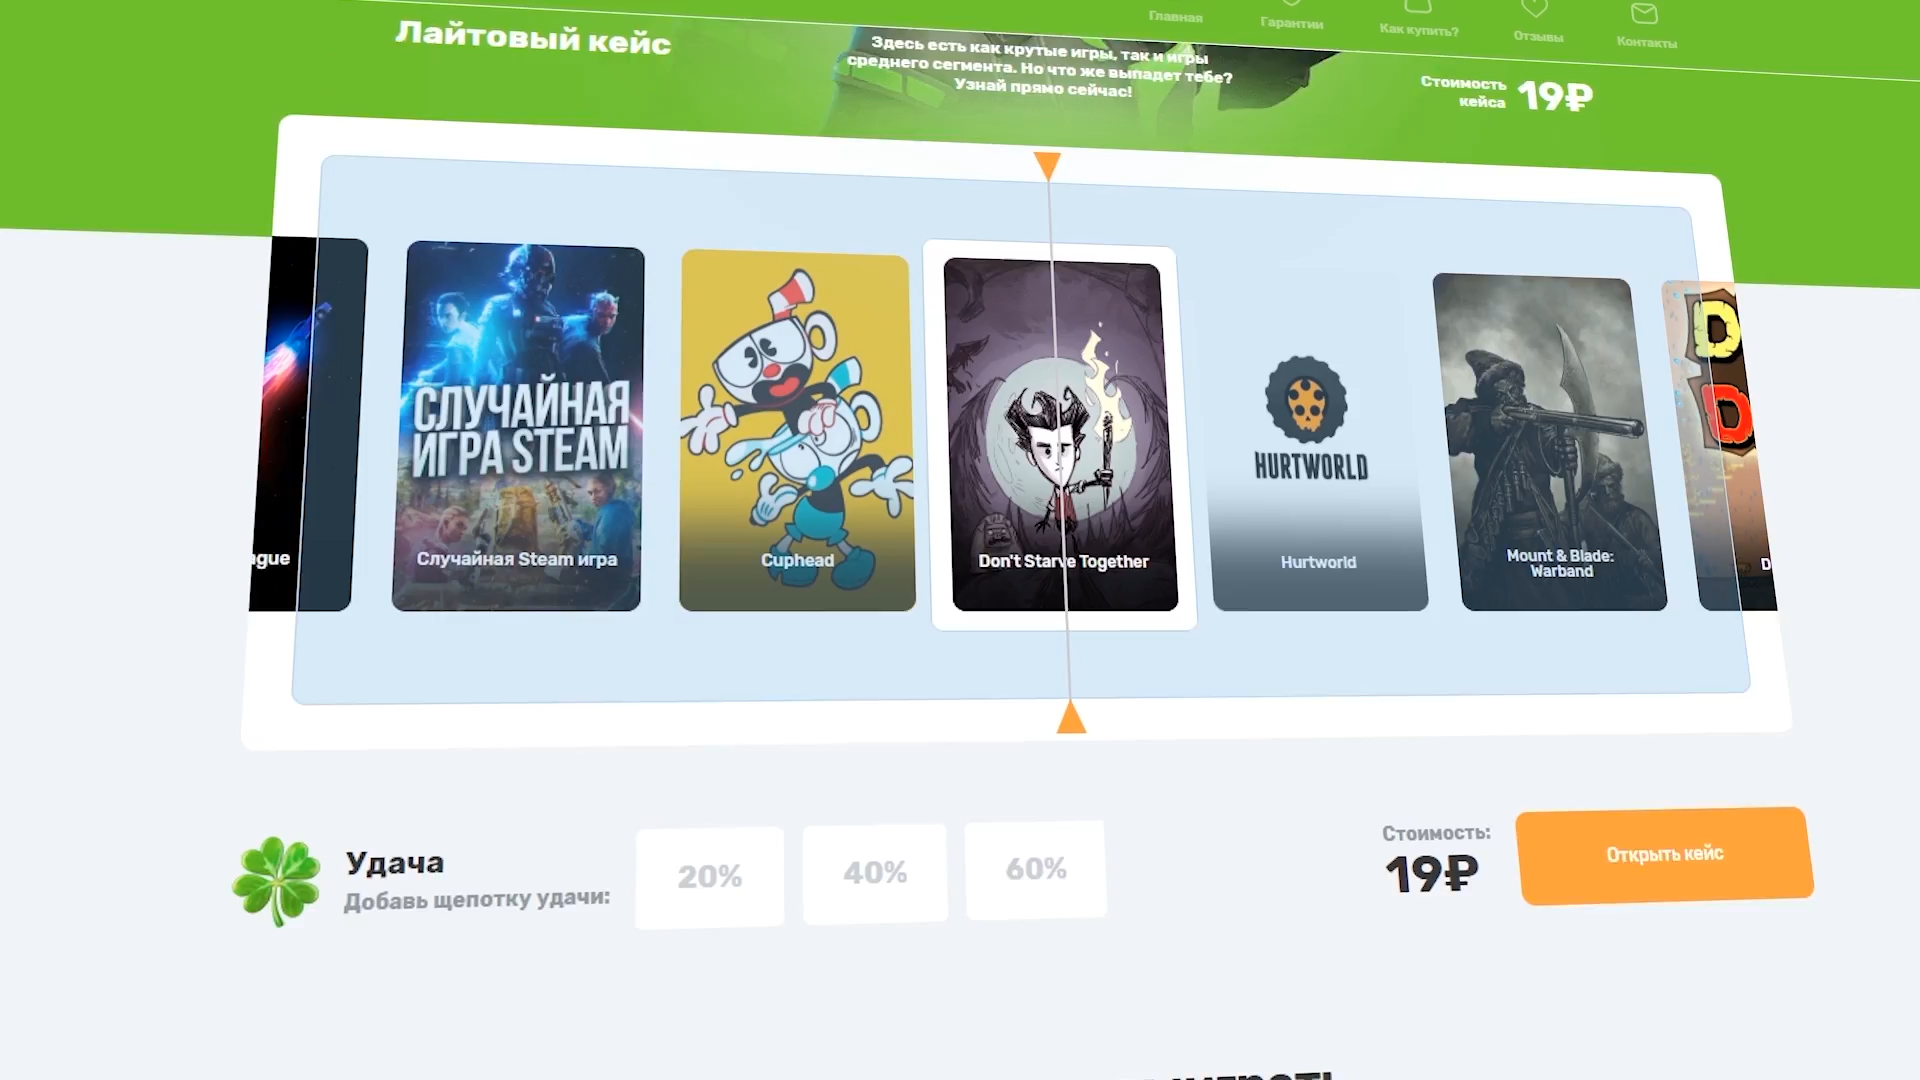 Главная
Гарантии
Как купить?
Отзывы
Контакты
Лайтовый кейс
Здесь есть как крутые игры, так и игры
среднего сегмента. Но что же выпадет тебе?
Узнай прямо сейчас!
Стоимость
кейса
19₽
СЛУЧАЙНАЯ
ИГРА STEAM
HURTWORLD
D
D
gue
Случайная Steam игра
Cuphead
Don't Starve Together
Hurtworld
Mount & Blade:
Warband
D
Удача
Добавь щепотку удачи:
20%
40%
60%
Стоимость:
19₽
Открыть кейс